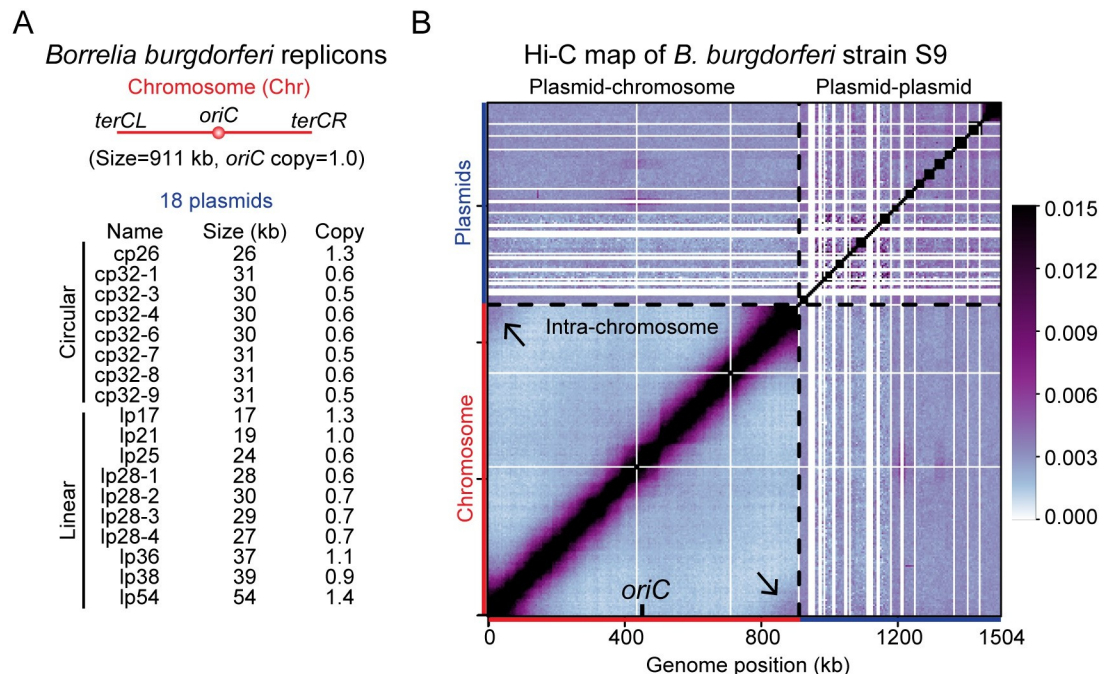 A
Borrelia burgdorferi replicons
Chromosome (Chr)
terCL oriC terCR
(Size=911 kb, oriC copy=1.0)
18 plasmids
Name Size (kb) Copy
Circular
cp26 26 1.3
cp32-1 31 0.6
cp32-3 30 0.5
cp32-4 30 0.6
cp32-6 30 0.6
cp32-7 31 0.5
cp32-8 31 0.6
cp32-9 31 0.5
Linear
lp17 17 1.3
lp21 19 1.0
lp25 24 0.6
lp28-1 28 0.6
lp28-2 30 0.7
lp28-3 29 0.7
lp28-4 27 0.7
lp36 37 1.1
lp38 39 0.9
lp54 54 1.4
B
Hi-C map of B. burgdorferi strain S9
Plasmid-chromosome Plasmid-plasmid
Plasmids
Chromosome
Intra-chromosome
oriC
0 400 800 1200 1504
Genome position (kb)
0.015
0.012
0.009
0.006
0.003
0.000